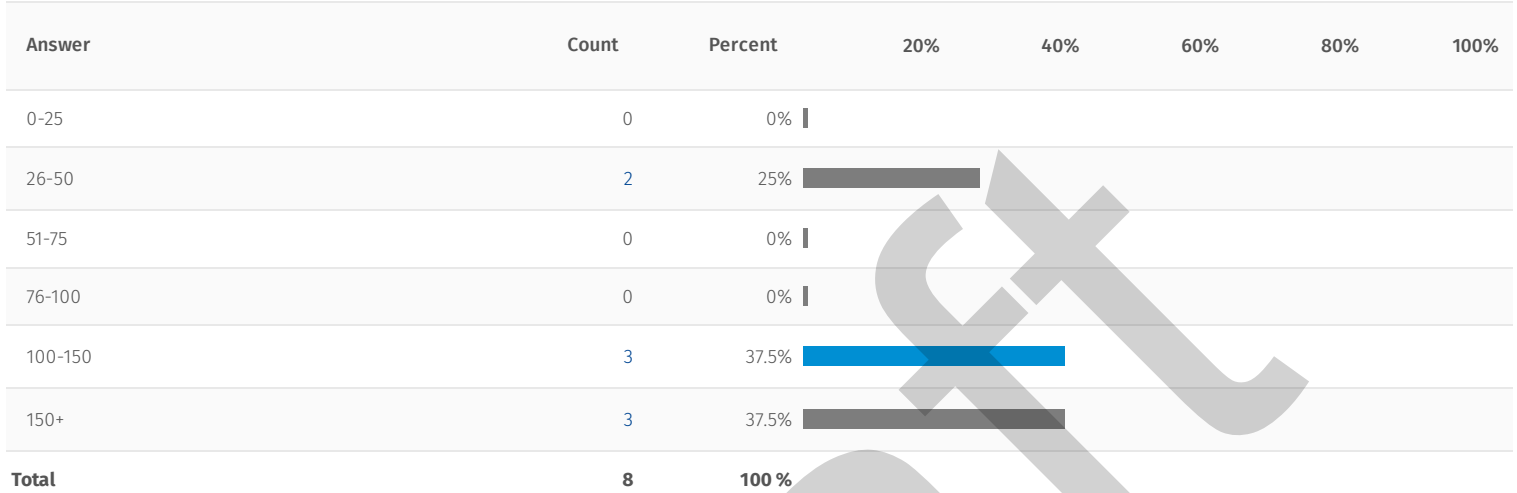 Answer Count Percent 20% 40% 60% 80% 100%
0-25 0 0%
26-50 2 25%
51-75 0 0%
76-100 0 0%
100-150 3 37.5%
150+ 3 37.5%
Total 8 100 %
ft